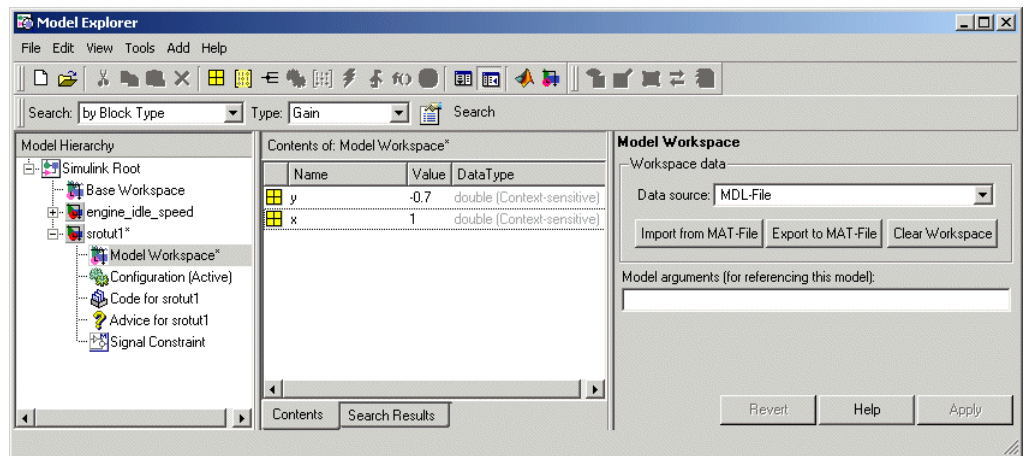 Model Explorer
File Edit View Tools Add Help
f()
Search: by Block Type Type: Gain Search
Model Hierarchy
Simulink Root
Base Workspace
engine_idle_speed
srotut1*
Model Workspace*
Configuration (Active)
Code for srotut1
Advice for srotut1
Signal Constraint
Contents of: Model Workspace*
Name Value DataType
y -0.7 double (Context-sensitive)
x 1 double (Context-sensitive)
Contents Search Results
Model Workspace
Workspace data
Data source: MDL-File
Import from MAT-File Export to MAT-File Clear Workspace
Model arguments (for referencing this model):
Revert Help Apply